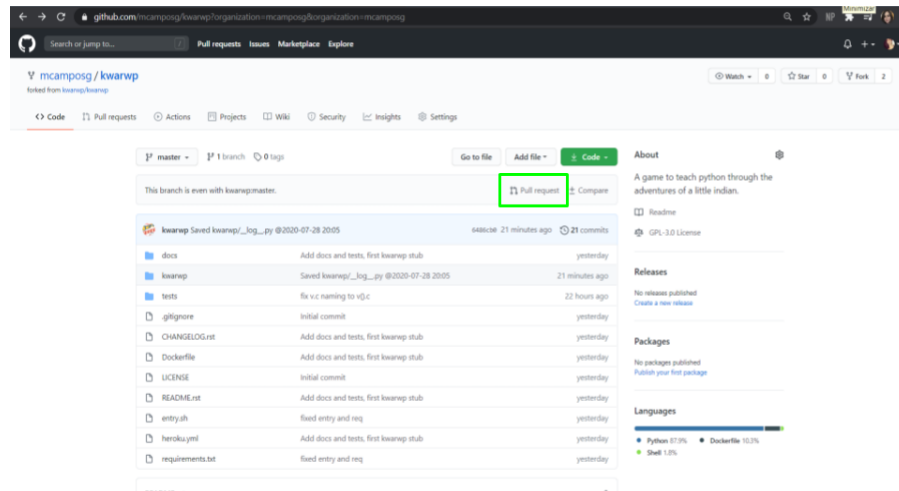 github.com/mcamposg/kwarwp?organization=mcamposg&organization=mcamposg
Minimizar
Search or jump to...
/
Pull requests Issues Marketplace Explore
mcamposg / kwarwp
forked from kwarwp/kwarwp
Watch 0 Star 0 Fork 2
Code Pull requests Actions Projects Wiki Security Insights Settings
master 1 branch 0 tags Go to file Add file Code
This branch is even with kwarwp:master. Pull request Compare
kwarwp Saved kwarwp/__log__.py @2020-07-28 20:05 21 minutes ago 21 commits
docs Add docs and tests, first kwarwp stub yesterday
kwarwp Saved kwarwp/__log__.py @2020-07-28 20:05 21 minutes ago
tests fix v.c naming to v().c 22 hours ago
.gitignore Initial commit yesterday
CHANGELOG.rst Add docs and tests, first kwarwp stub yesterday
Dockerfile Add docs and tests, first kwarwp stub yesterday
LICENSE Initial commit yesterday
README.rst Add docs and tests, first kwarwp stub yesterday
entry.sh fixed entry and req yesterday
heroku.yml Add docs and tests, first kwarwp stub yesterday
requirements.txt fixed entry and req yesterday
About
A game to teach python through the
adventures of a little indian.
Readme
GPL-3.0 License
Releases
No releases published
Create a new release
Packages
No packages published
Publish your first package
Languages
Python 87.9% Dockerfile 10.3%
Shell 1.8%